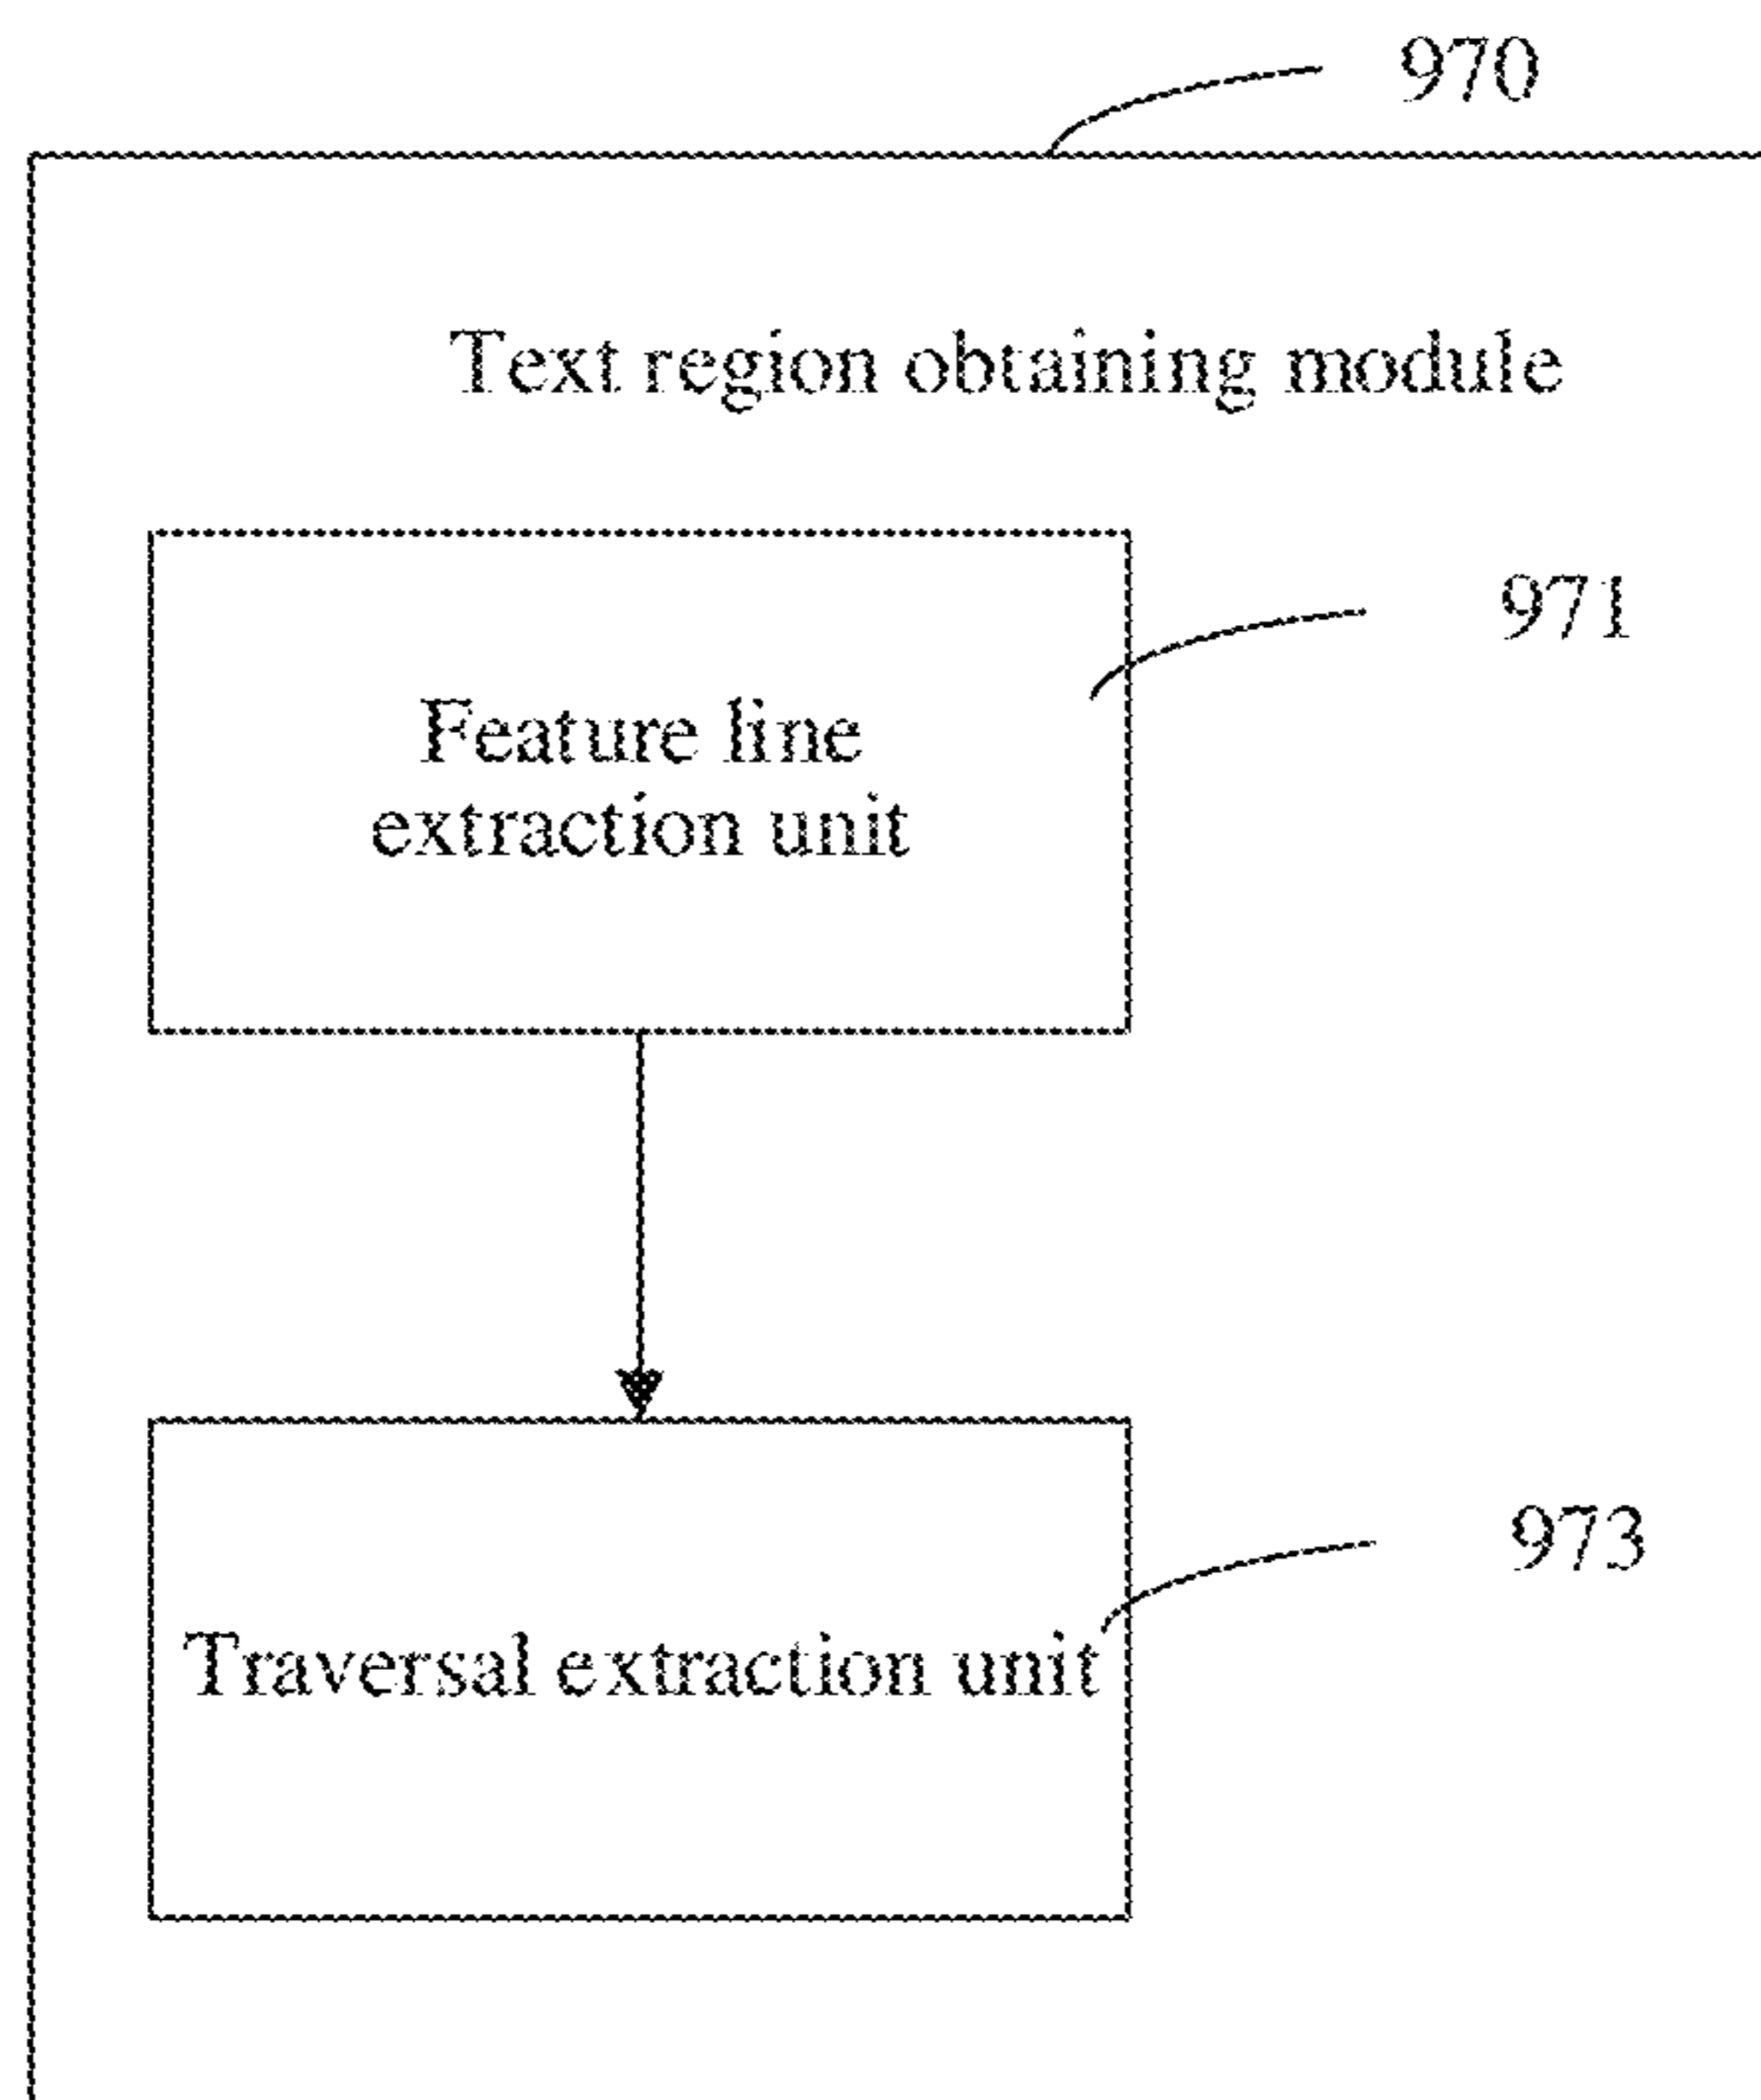 970
Text region obtaining module
971
Feature line
extraction unit
973
Traversal extraction unit